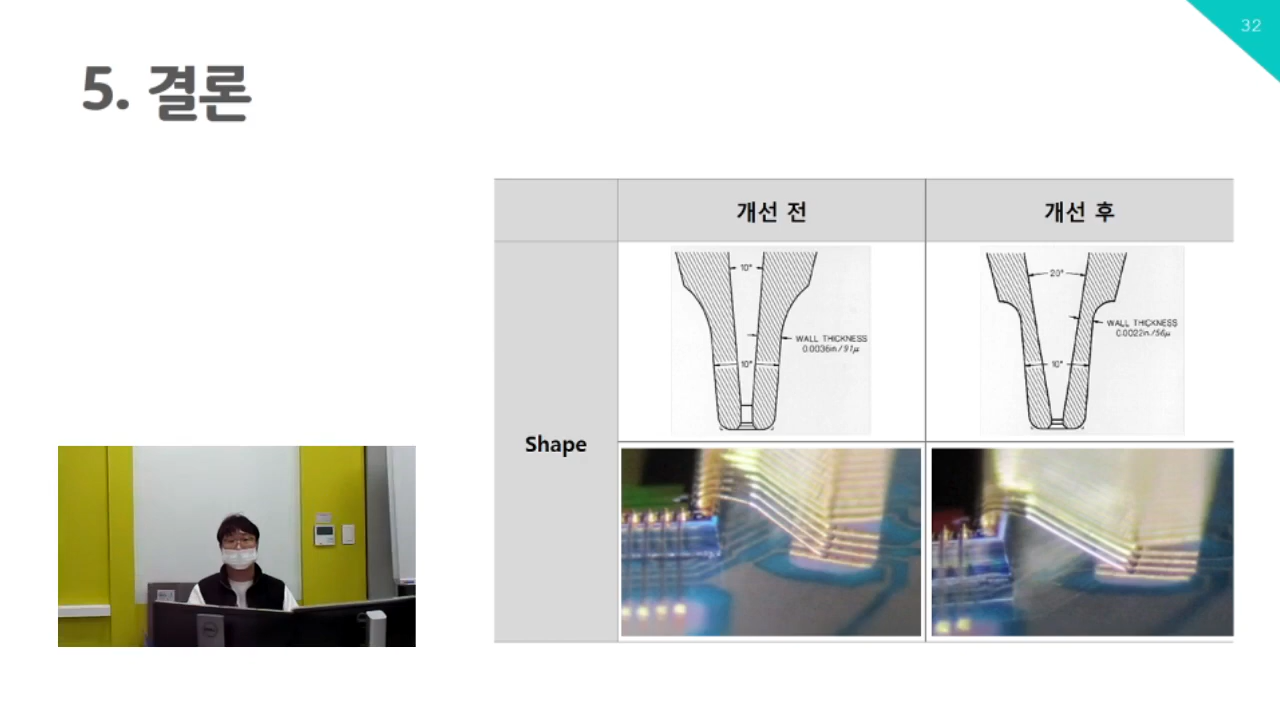 32
5. 결론
개선 전
개선 후
Shape
10°
WALL THICKNESS
0.0036in./91µ
10°
20°
WALL THICKNESS
0.0022in./56µ
10°